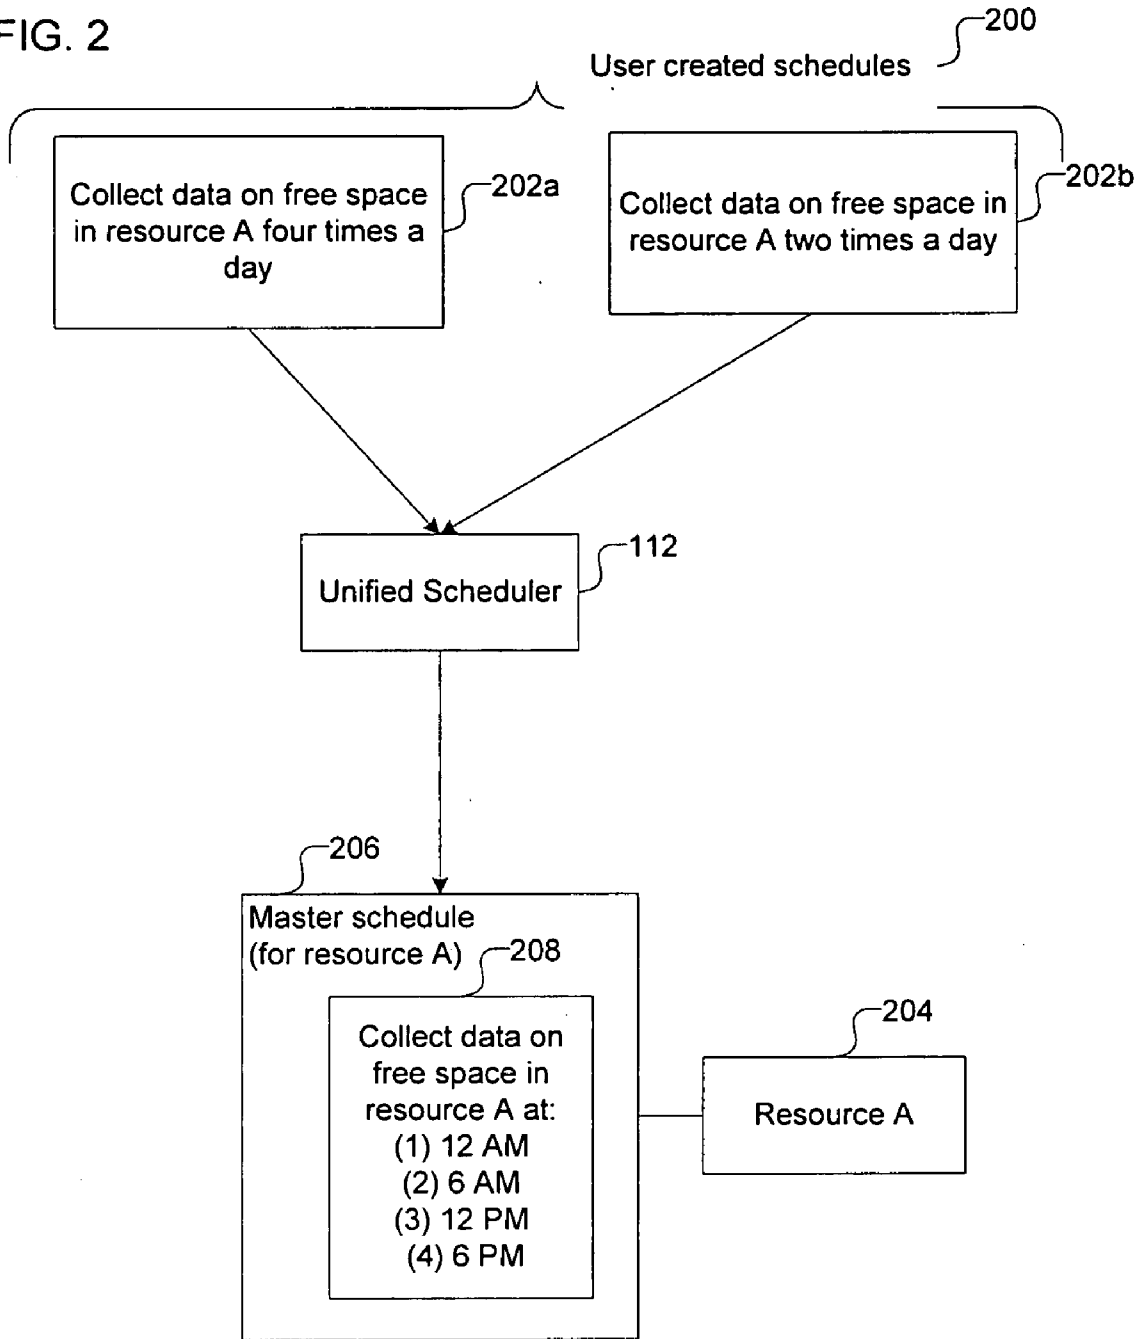 FIG. 2
200
User created schedules
Collect data on free space
in resource A four times a
day
202a
Collect data on free space in
resource A two times a day
202b
112
Unified Scheduler
206
Master schedule
(for resource A)
208
Collect data on
free space in
resource A at:
(1) 12 AM
(2) 6 AM
(3) 12 PM
(4) 6 PM
204
Resource A